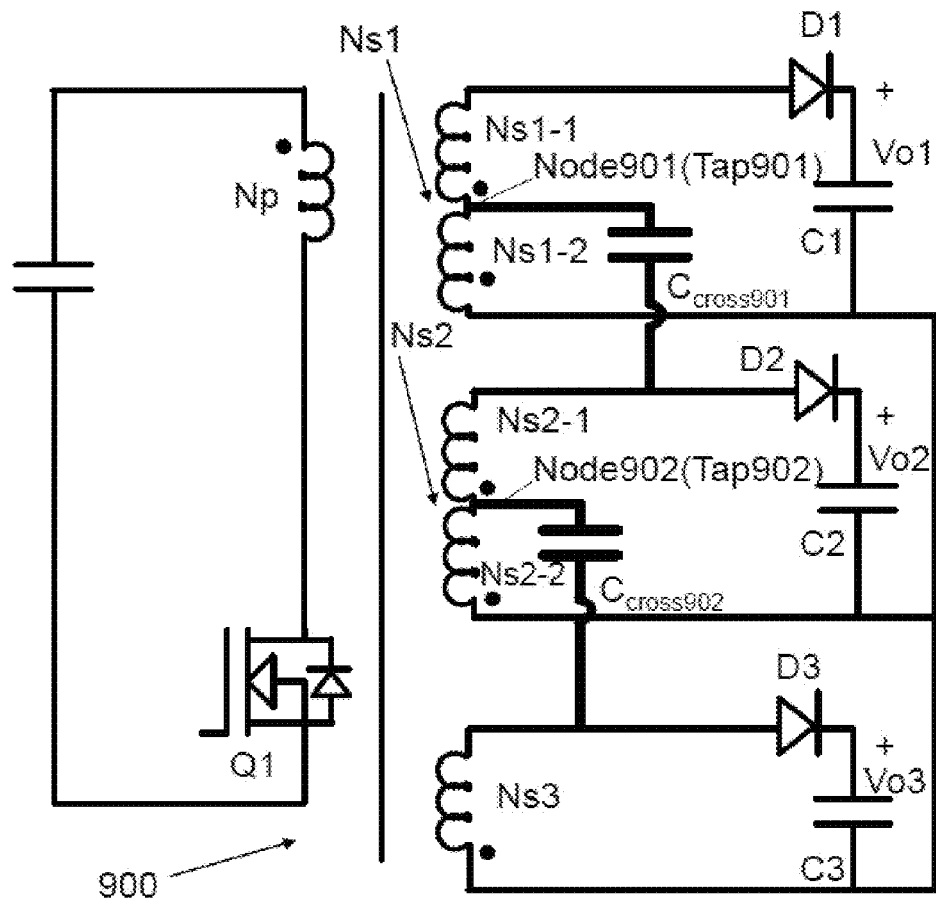 D1
Ns1
+
Ns1-1
Vo1
Node901(Tap901)
Np
Ns1-2
C1
Ccross901
Ns2
D2
Ns2-1
+
Vo2
Node902(Tap902)
C2
Ns2-2
Ccross902
D3
Q1
+
Vo3
Ns3
C3
900